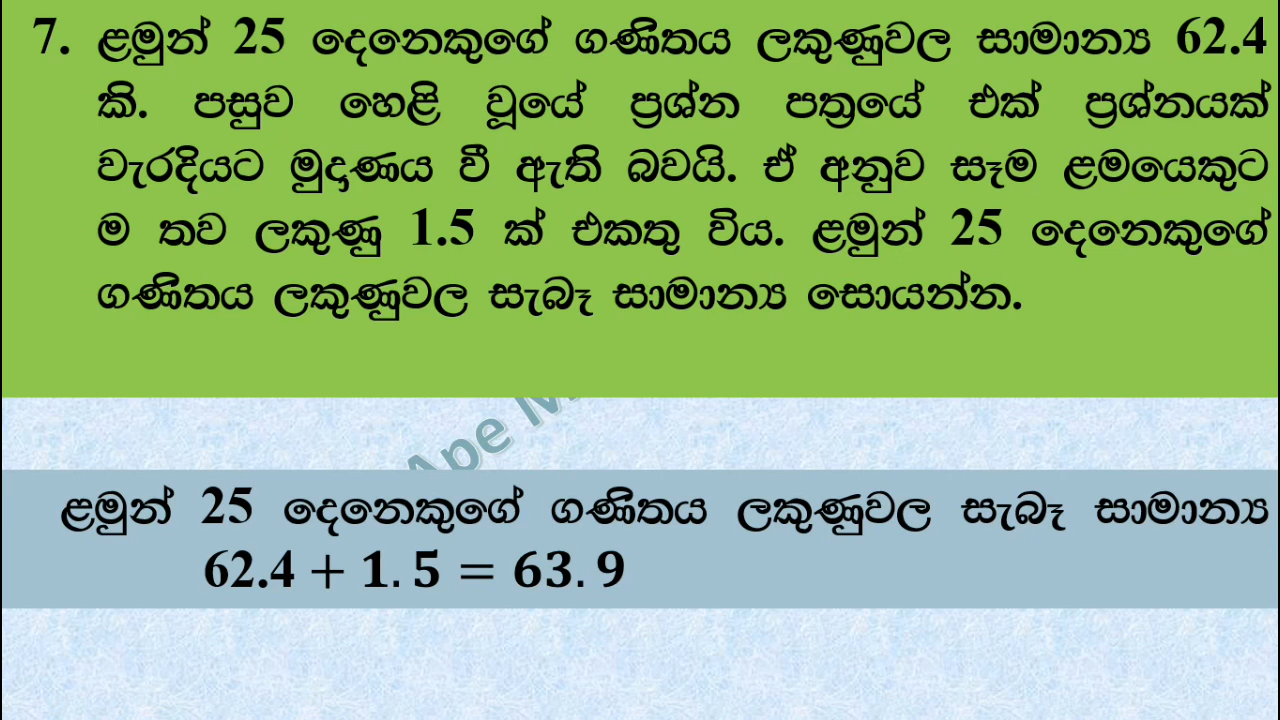 7. ළමුන් 25 දෙනෙකුගේ ගණිතය ලකුණුවල සාමාන්‍ය 62.4
කි. පසුව හෙළි වූයේ ප්‍රශ්න පත්‍රයේ එක් ප්‍රශ්නයක්
වැරදියට මුද්‍රණය වී ඇති බවයි. ඒ අනුව සෑම ළමයෙකුට
ම තව ලකුණු 1.5 ක් එකතු විය. ළමුන් 25 දෙනෙකුගේ
ගණිතය ලකුණුවල සැබෑ සාමාන්‍ය සොයන්න.
Ape
ළමුන් 25 දෙනෙකුගේ ගණිතය ලකුණුවල සැබෑ සාමාන්‍ය
62.4 + 1.5 = 63.9